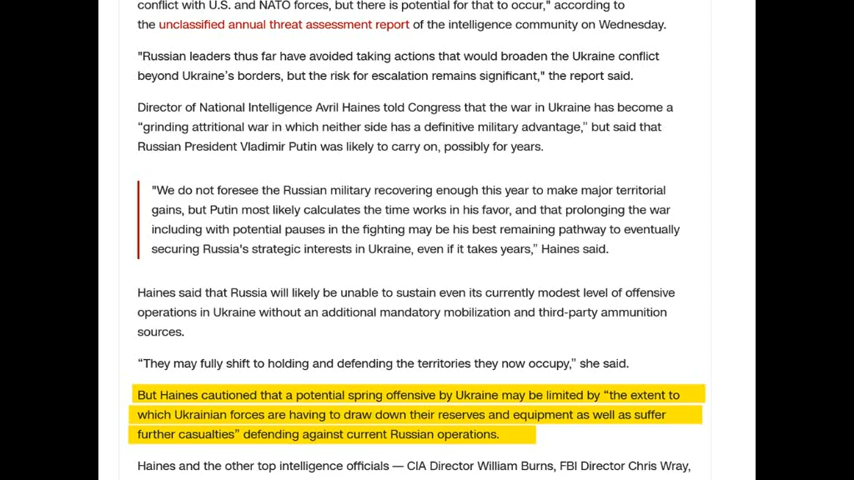 conflict with U.S. and NATO forces, but there is potential for that to occur," according to
the unclassified annual threat assessment report of the intelligence community on Wednesday.
"Russian leaders thus far have avoided taking actions that would broaden the Ukraine conflict
beyond Ukraine's borders, but the risk for escalation remains significant," the report said.
Director of National Intelligence Avril Haines told Congress that the war in Ukraine has become a
“grinding attritional war in which neither side has a definitive military advantage,” but said that
Russian President Vladimir Putin was likely to carry on, possibly for years.
"We do not foresee the Russian military recovering enough this year to make major territorial
gains, but Putin most likely calculates the time works in his favor, and that prolonging the war
including with potential pauses in the fighting may be his best remaining pathway to eventually
securing Russia's strategic interests in Ukraine, even if it takes years,” Haines said.
Haines said that Russia will likely be unable to sustain even its currently modest level of offensive
operations in Ukraine without an additional mandatory mobilization and third-party ammunition
sources.
“They may fully shift to holding and defending the territories they now occupy,” she said.
But Haines cautioned that a potential spring offensive by Ukraine may be limited by “the extent to
which Ukrainian forces are having to draw down their reserves and equipment as well as suffer
further casualties” defending against current Russian operations.
Haines and the other top intelligence officials — CIA Director William Burns, FBI Director Chris Wray,